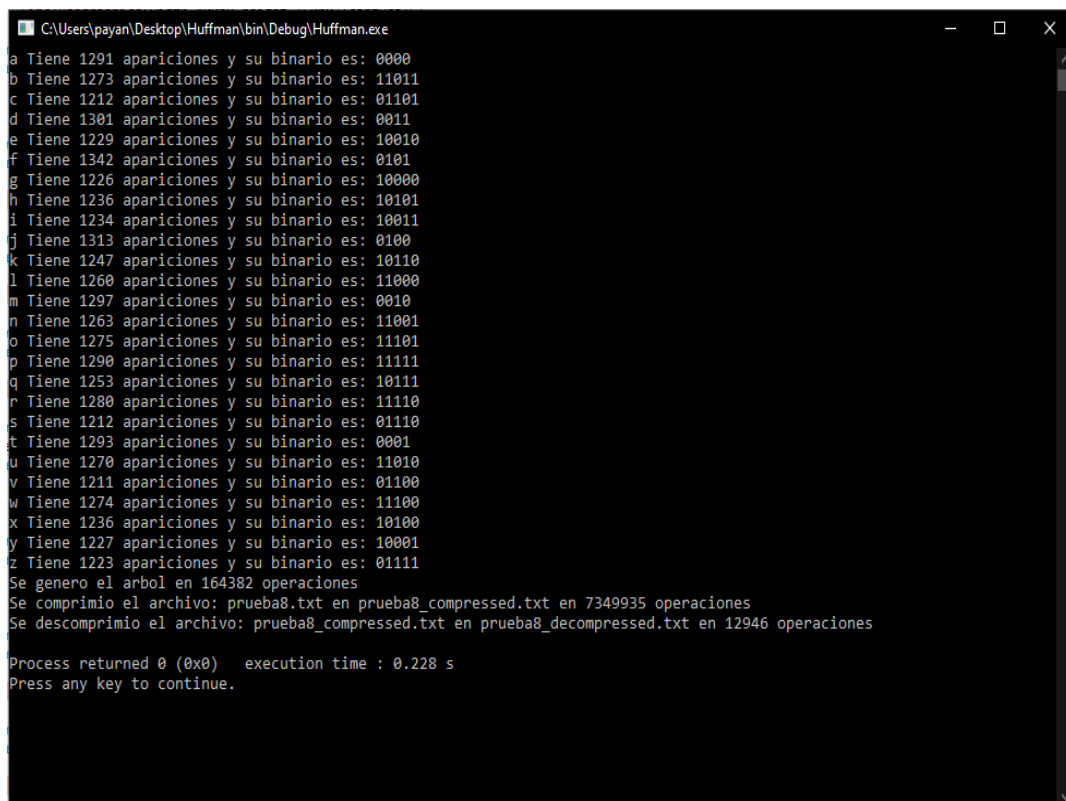 C:\Users\payan\Desktop\Huffman\bin\Debug\Huffman.exe
a Tiene 1291 apariciones y su binario es: 0000
b Tiene 1273 apariciones y su binario es: 11011
c Tiene 1212 apariciones y su binario es: 01101
d Tiene 1301 apariciones y su binario es: 0011
e Tiene 1229 apariciones y su binario es: 10010
f Tiene 1342 apariciones y su binario es: 0101
g Tiene 1226 apariciones y su binario es: 10000
h Tiene 1236 apariciones y su binario es: 10101
i Tiene 1234 apariciones y su binario es: 10011
j Tiene 1313 apariciones y su binario es: 0100
k Tiene 1247 apariciones y su binario es: 10110
l Tiene 1260 apariciones y su binario es: 11000
m Tiene 1297 apariciones y su binario es: 0010
n Tiene 1263 apariciones y su binario es: 11001
o Tiene 1275 apariciones y su binario es: 11101
p Tiene 1290 apariciones y su binario es: 11111
q Tiene 1253 apariciones y su binario es: 10111
r Tiene 1280 apariciones y su binario es: 11110
s Tiene 1212 apariciones y su binario es: 01110
t Tiene 1293 apariciones y su binario es: 0001
u Tiene 1270 apariciones y su binario es: 11010
v Tiene 1211 apariciones y su binario es: 01100
w Tiene 1274 apariciones y su binario es: 11100
x Tiene 1236 apariciones y su binario es: 10100
y Tiene 1227 apariciones y su binario es: 10001
z Tiene 1223 apariciones y su binario es: 01111
Se genero el arbol en 164382 operaciones
Se comprimio el archivo: prueba8.txt en prueba8_compressed.txt en 7349935 operaciones
Se descomprimio el archivo: prueba8_compressed.txt en prueba8_decompressed.txt en 12946 operaciones
Process returned 0 (0x0)   execution time : 0.228 s
Press any key to continue.